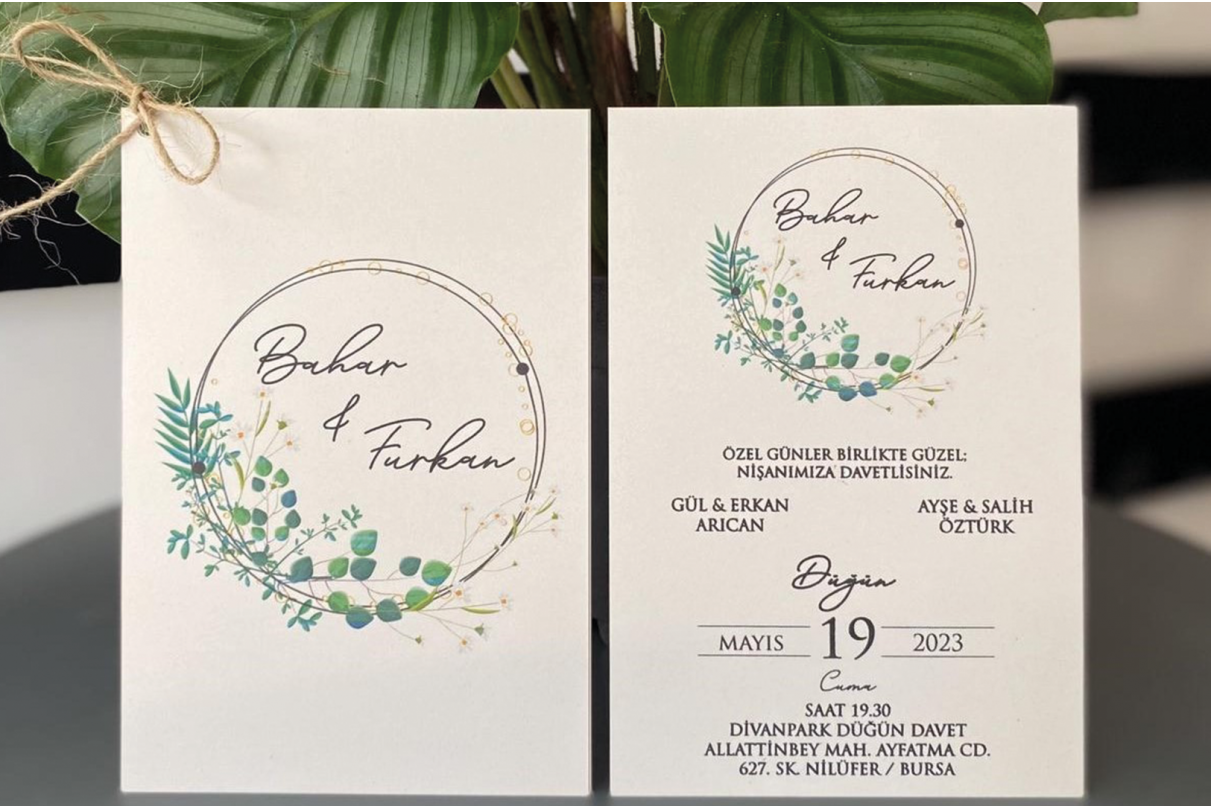 Bahar
&
Furkan
Bahar
&
Furkan
ÖZEL GÜNLER BİRLİKTE GÜZEL;
NİŞANIMIZA DAVETLİSİNİZ.
GÜL & ERKAN
ARICAN
AYŞE & SALİH
ÖZTÜRK
Düğün
MAYIS 19 2023
Cuma
SAAT 19.30
DİVANPARK DÜĞÜN DAVET
ALLATTİNBEY MAH. AYFATMA CD.
627. SK. NİLÜFER / BURSA